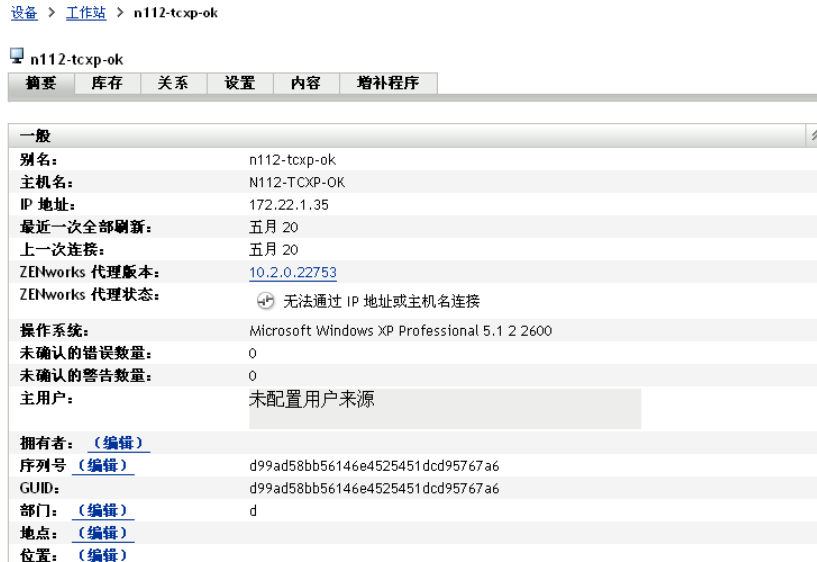 设备 > 工作站 > n112-tcxp-ok
n112-tcxp-ok
摘要 库存 关系 设置 内容 增补程序
一般
别名： n112-tcxp-ok
主机名： N112-TCXP-OK
IP 地址： 172.22.1.35
最近一次全部刷新： 五月 20
上一次连接： 五月 20
ZENworks 代理版本： 10.2.0.22753
ZENworks 代理状态： 无法通过 IP 地址或主机名连接
操作系统： Microsoft Windows XP Professional 5.1 2 2600
未确认的错误数量： 0
未确认的警告数量： 0
主用户： 未配置用户来源
拥有者： （编辑）
序列号 （编辑） d99ad58bb56146e4525451dcd95767a6
GUID： d99ad58bb56146e4525451dcd95767a6
部门： （编辑） d
地点： （编辑）
位置： （编辑）